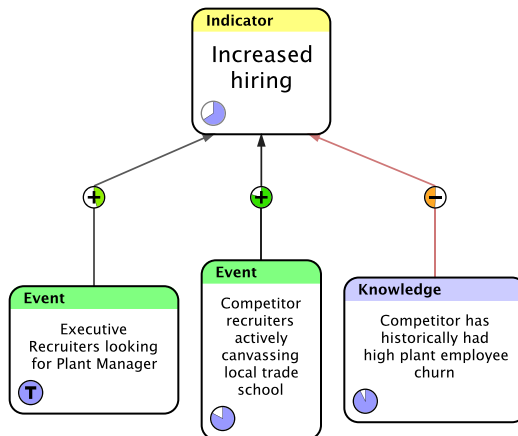 Indicator
Increased
hiring
+
+
−
Event
Executive
Recruiters looking
for Plant Manager
T
Event
Competitor
recruiters
actively
canvassing
local trade
school
Knowledge
Competitor has
historically had
high plant employee
churn